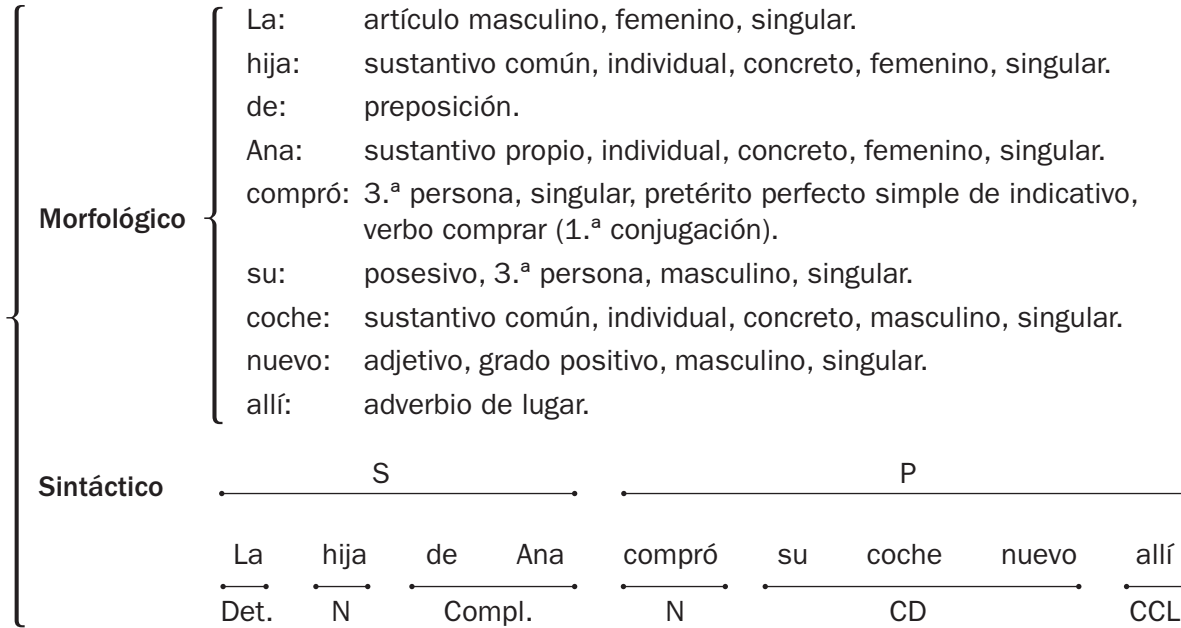 La: artículo masculino, femenino, singular.
hija: sustantivo común, individual, concreto, femenino, singular.
de: preposición.
Ana: sustantivo propio, individual, concreto, femenino, singular.
compró: 3.ª persona, singular, pretérito perfecto simple de indicativo,
Morfológico
verbo comprar (1.ª conjugación).
su: posesivo, 3.ª persona, masculino, singular.
coche: sustantivo común, individual, concreto, masculino, singular.
nuevo: adjetivo, grado positivo, masculino, singular.
allí: adverbio de lugar.
Sintáctico S P
La hija de Ana compró su coche nuevo allí
Det. N Compl. N CD CCL